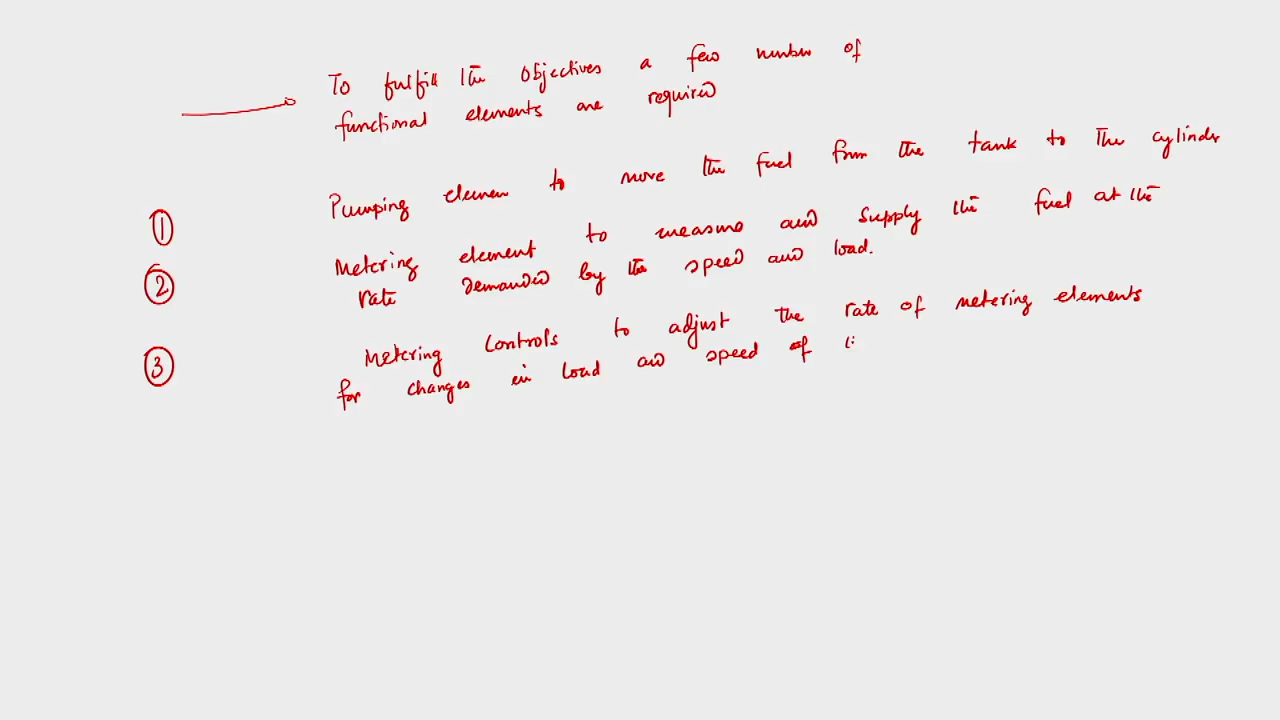 To fulfill the objectives a few number of
functional elements are required
① Pumping elemen to move the fuel form the tank to the cylinder
② Metering element to measure and supply the fuel at the
rate demanded by the speed and load.
③ Metering controls to adjust the rate of metering elements
for changes in load and speed of